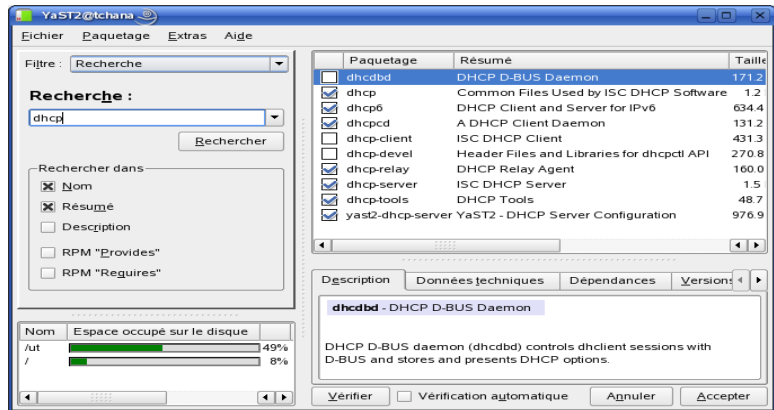 YaST2@tchana
Fichier Paquetage Extras Aide
Filtre : Recherche
Recherche :
dhcp
Rechercher
Rechercher dans
Nom
Résumé
Description
RPM "Provides"
RPM "Requires"
Nom Espace occupé sur le disque
/ut 49%
/ 8%
Paquetage Résumé Taille
dhcdbd DHCP D-BUS Daemon 171.2
dhcp Common Files Used by ISC DHCP Software 1.2
dhcp6 DHCP Client and Server for IPv6 634.4
dhcpcd A DHCP Client Daemon 131.2
dhcp-client ISC DHCP Client 431.3
dhcp-devel Header Files and Libraries for dhcpctl API 270.8
dhcp-relay DHCP Relay Agent 160.0
dhcp-server ISC DHCP Server 1.5
dhcp-tools DHCP Tools 48.7
yast2-dhcp-server YaST2 - DHCP Server Configuration 976.9
Description Données techniques Dépendances Versions
dhcdbd - DHCP D-BUS Daemon
DHCP D-BUS daemon (dhcdbd) controls dhclient sessions with
D-BUS and stores and presents DHCP options.
Vérifier Vérification automatique Annuler Accepter